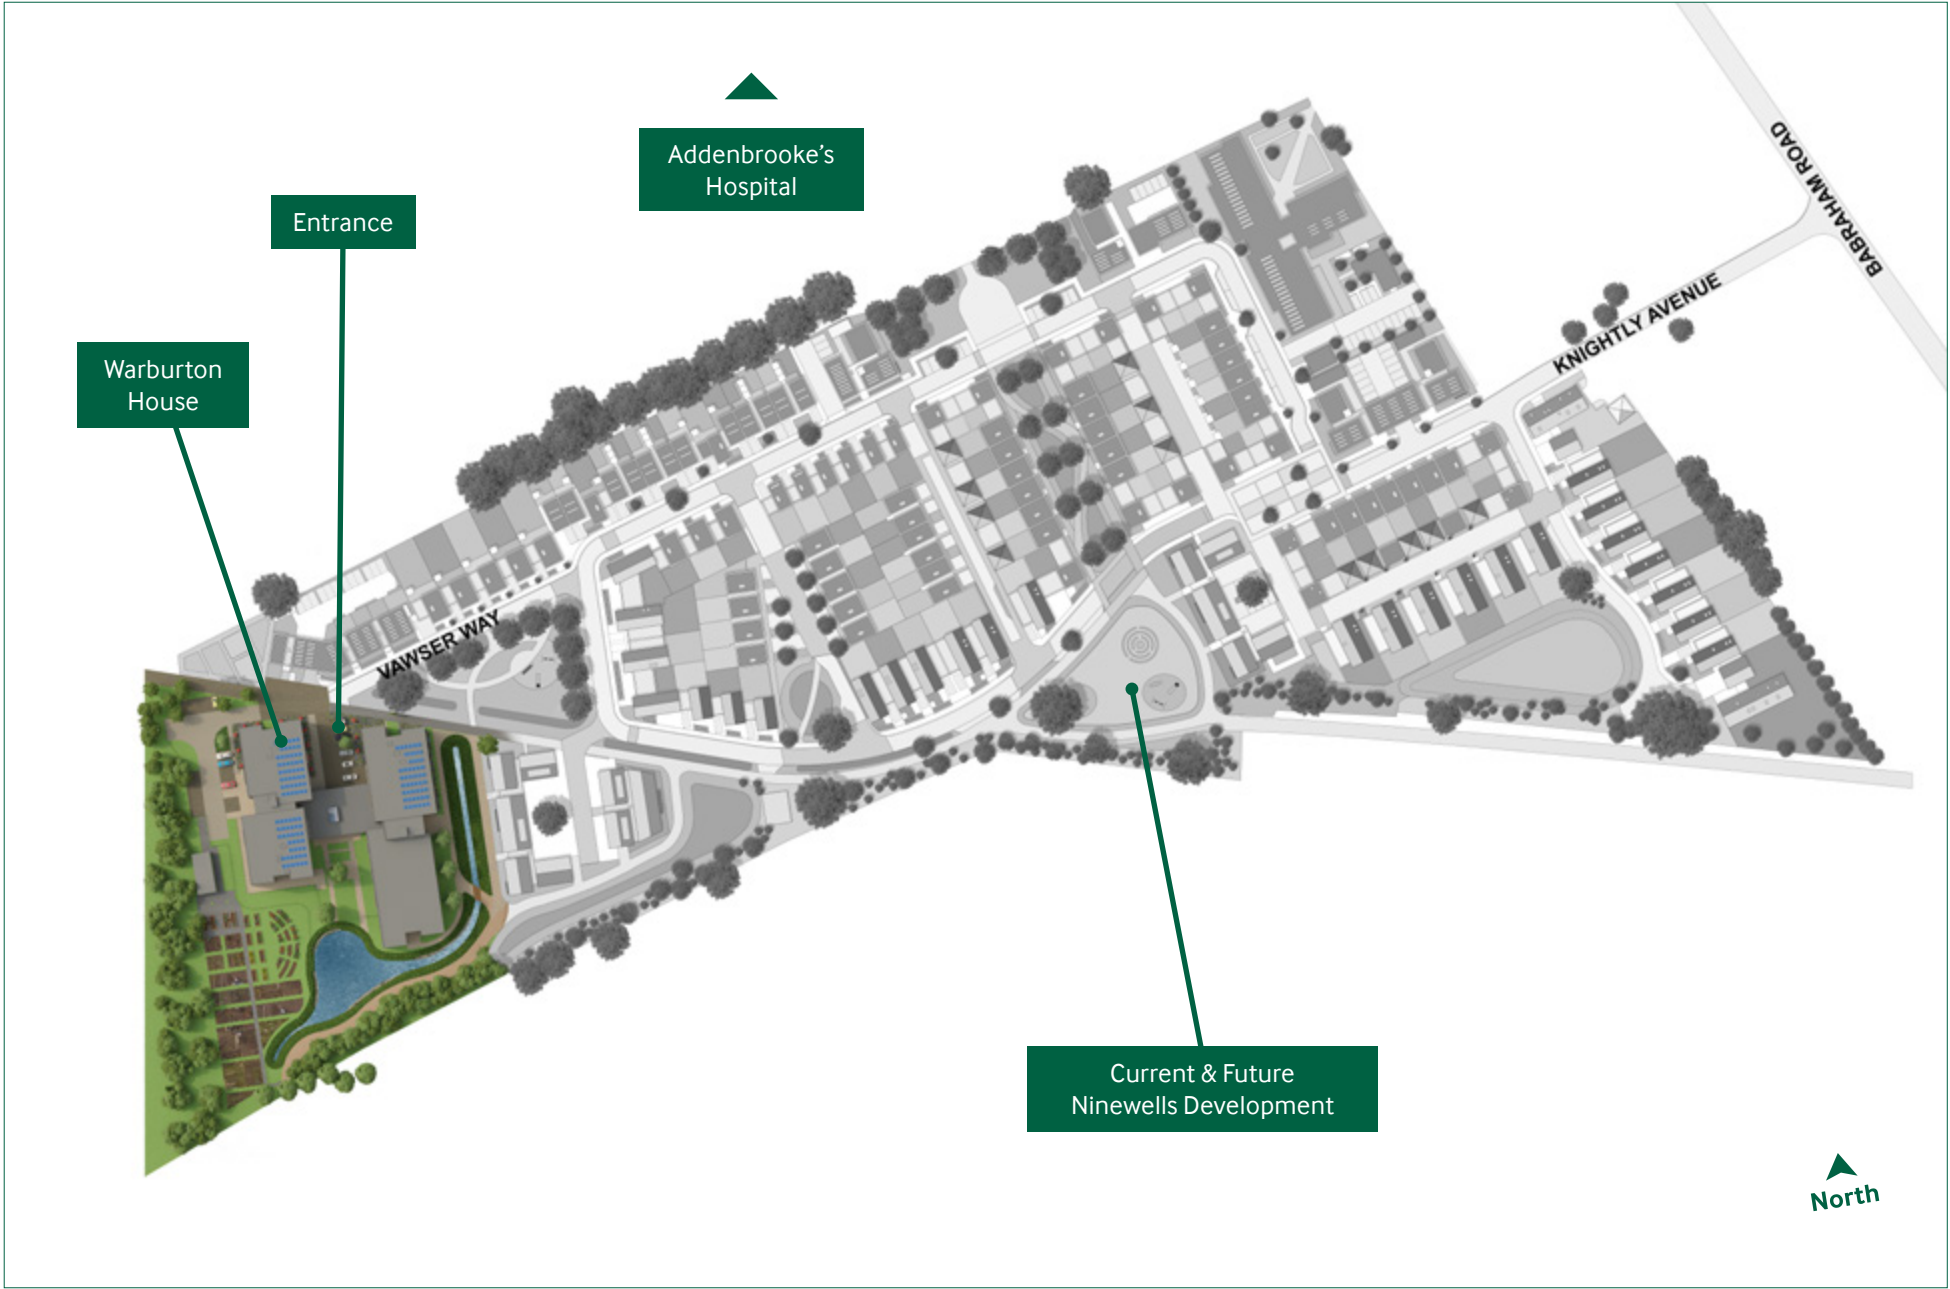 Addenbrooke's
Hospital
Entrance
Warburton
House
BABRAHAM ROAD
KNIGHTLY AVENUE
VAWSER WAY
Current & Future
Ninewells Development
North